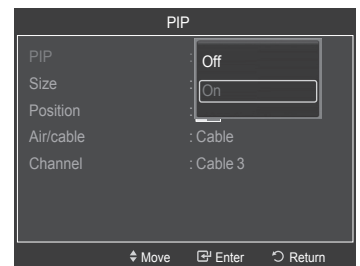 PIP
PIP :
Off
Size :
On
Position :
Air/cable : Cable
Channel : Cable 3
Move Enter Return